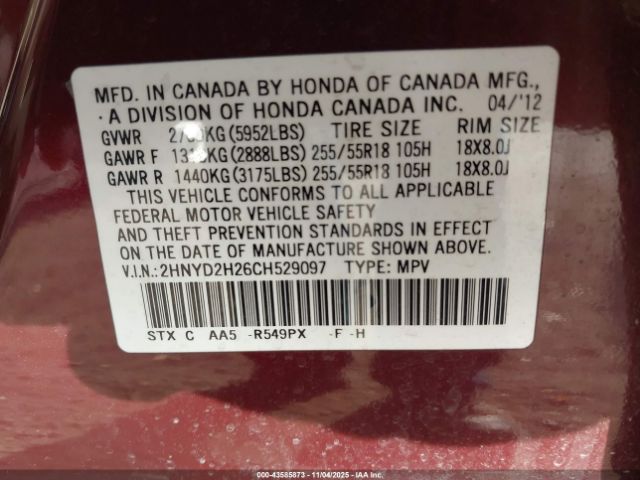 MFD. IN CANADA BY HONDA OF CANADA MFG.,
A DIVISION OF HONDA CANADA INC. 04/'12
GVWR (5952LBS) TIRE SIZE RIM SIZE
GAWR F (2888LBS) 255/55R18 105H 18X8.0J
GAWR R 1440KG(3175LBS) 255/55R18 105H 18X8.0J
THIS VEHICLE CONFORMS TO ALL APPLICABLE
FEDERAL MOTOR VEHICLE SAFETY
AND THEFT PREVENTION STANDARDS IN EFFECT
ON THE DATE OF MANUFACTURE SHOWN ABOVE.
V.I.N.: 2HNYD2H26CH529097 TYPE: MPV
STX C AA5 -R549PX -F -H
00-43585873 - 11/04/2025 - IAAI.COM